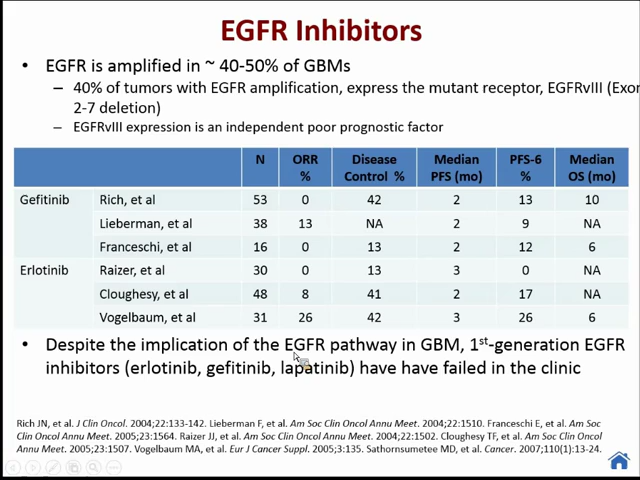 EGFR Inhibitors
• EGFR is amplified in ~ 40-50% of GBMs
– 40% of tumors with EGFR amplification, express the mutant receptor, EGFRvIII (Exon
2-7 deletion)
– EGFRvIII expression is an independent poor prognostic factor
N ORR % Disease Control % Median PFS (mo) PFS-6 % Median OS (mo)
Gefitinib Rich, et al 53 0 42 2 13 10
Lieberman, et al 38 13 NA 2 9 NA
Franceschi, et al 16 0 13 2 12 6
Erlotinib Raizer, et al 30 0 13 3 0 NA
Cloughesy, et al 48 8 41 2 17 NA
Vogelbaum, et al 31 26 42 3 26 6
• Despite the implication of the EGFR pathway in GBM, 1st-generation EGFR
inhibitors (erlotinib, gefitinib, lapatinib) have have failed in the clinic
Rich JN, et al. J Clin Oncol. 2004;22:133-142. Lieberman F, et al. Am Soc Clin Oncol Annu Meet. 2004;22:1510. Franceschi E, et al. Am Soc
Clin Oncol Annu Meet. 2005;23:1564. Raizer JJ, et al. Am Soc Clin Oncol Annu Meet. 2004;22:1502. Cloughesy TF, et al. Am Soc Clin Oncol Annu
Meet. 2005;23:1507. Vogelbaum MA, et al. Eur J Cancer Suppl. 2005;3:135. Sathornsumetee MD, et al. Cancer. 2007;110(1):13-24.